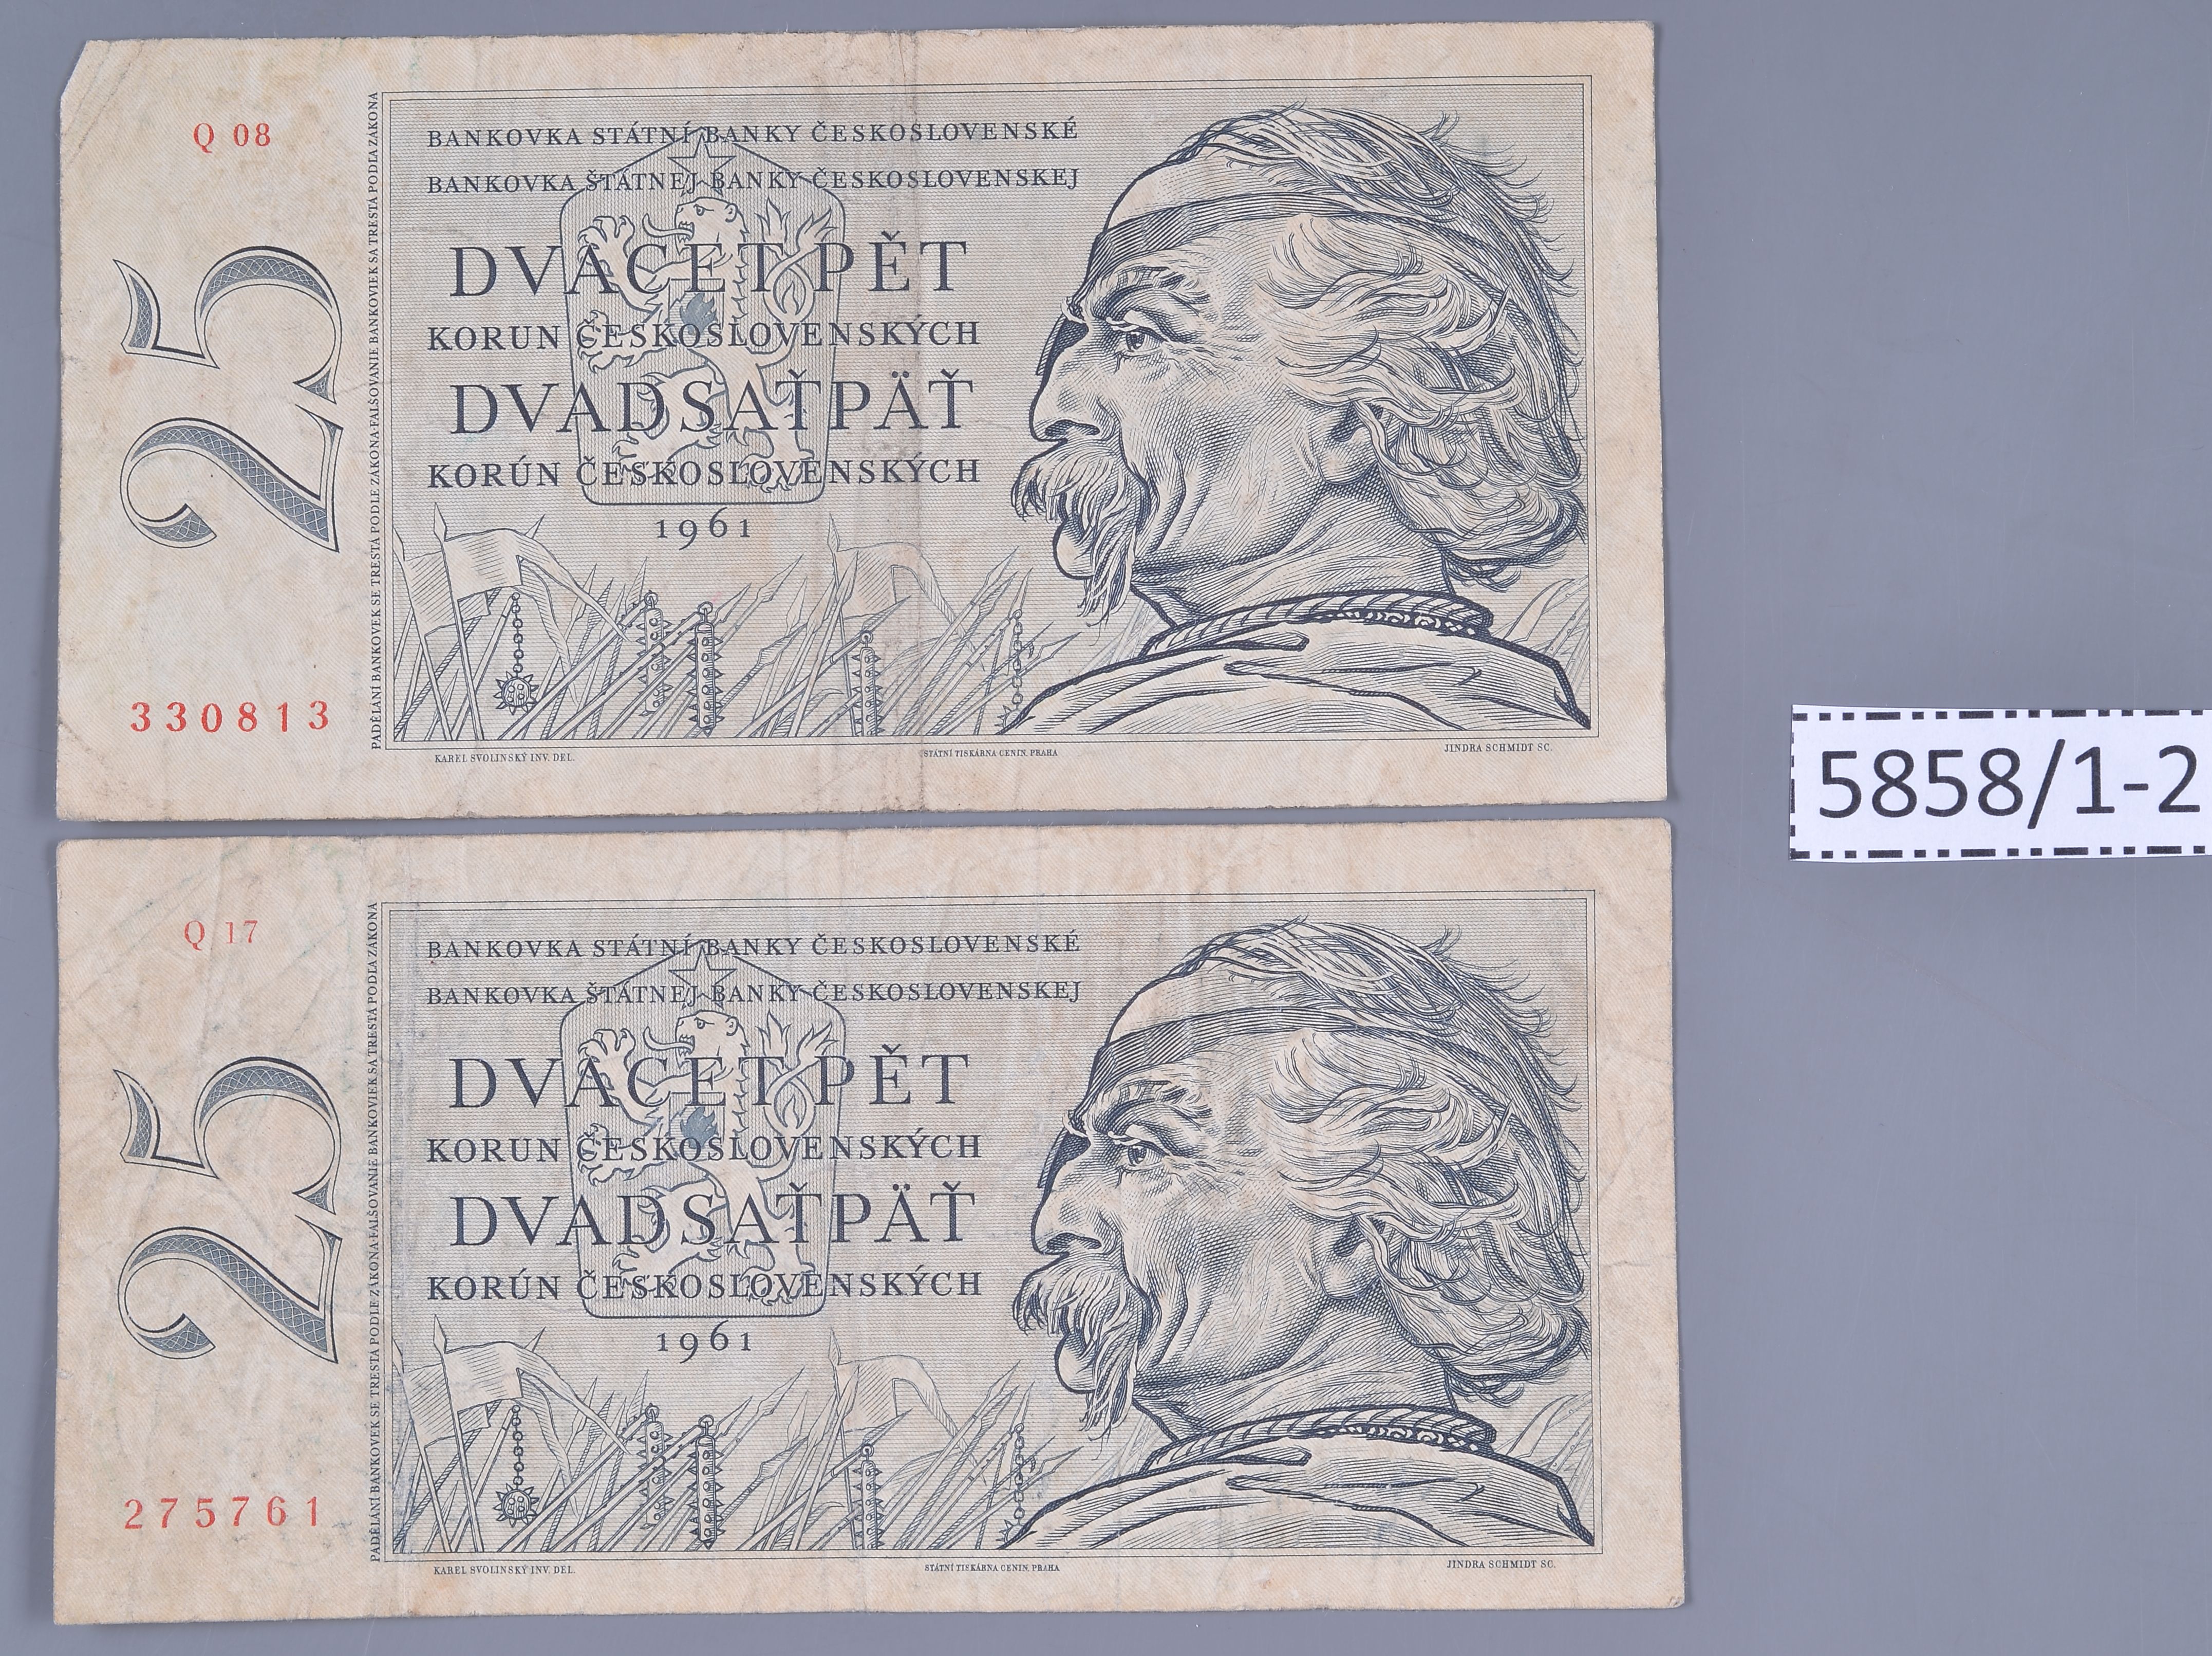 Q 08
BANKOVKA STÁTNÍ BANKY ČESKOSLOVENSKÉ
BANKOVKA ŠTÁTNEJ BANKY ČESKOSLOVENSKEJ
DVACET PĚT
KORUN ČESKOSLOVENSKÝCH
DVADSAŤPÄŤ
KORÚN ČESKOSLOVENSKÝCH
1961
25
330813
PADĚLÁNÍ BANKOVEK SE TRESTÁ PODLE ZÁKONA·FALŠOVANIE BANKOVIEK SA TRESTÁ PODĽA ZÁKONA
KAREL SVOLINSKÝ INV. DEL.
STÁTNÍ TISKÁRNA CENIN, PRAHA
JINDRA SCHMIDT SC.
5858/1-2
Q 17
BANKOVKA STÁTNÍ BANKY ČESKOSLOVENSKÉ
BANKOVKA ŠTÁTNEJ BANKY ČESKOSLOVENSKEJ
DVACET PĚT
KORUN ČESKOSLOVENSKÝCH
DVADSAŤPÄŤ
KORÚN ČESKOSLOVENSKÝCH
1961
25
275761
PADĚLÁNÍ BANKOVEK SE TRESTÁ PODLE ZÁKONA·FALŠOVANIE BANKOVIEK SA TRESTÁ PODĽA ZÁKONA
KAREL SVOLINSKÝ INV. DEL.
STÁTNÍ TISKÁRNA CENIN, PRAHA
JINDRA SCHMIDT SC.